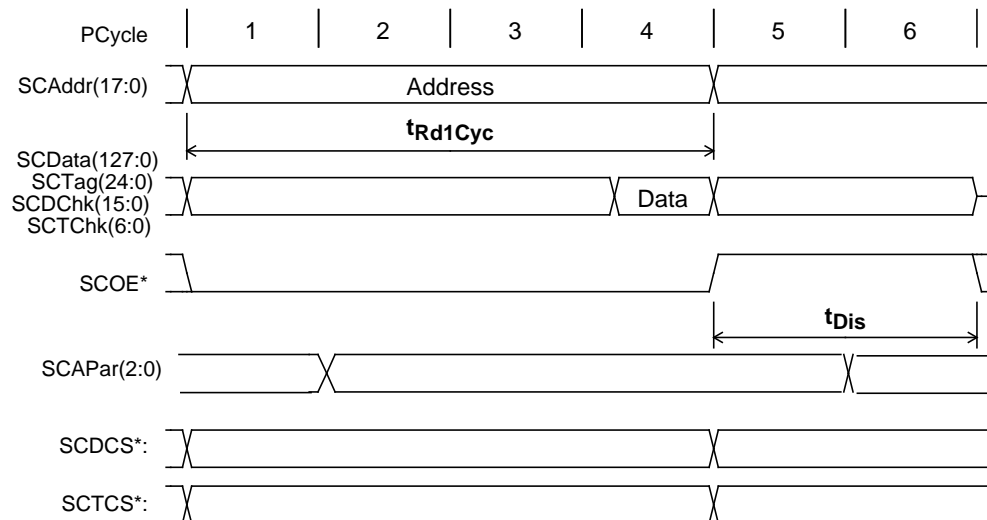 PCycle 1 2 3 4 5 6
SCAddr(17:0) Address
tRd1Cyc
SCData(127:0)
SCTag(24:0)
SCDChk(15:0) Data
SCTChk(6:0)
SCOE*
tDis
SCAPar(2:0)
SCDCS*:
SCTCS*: